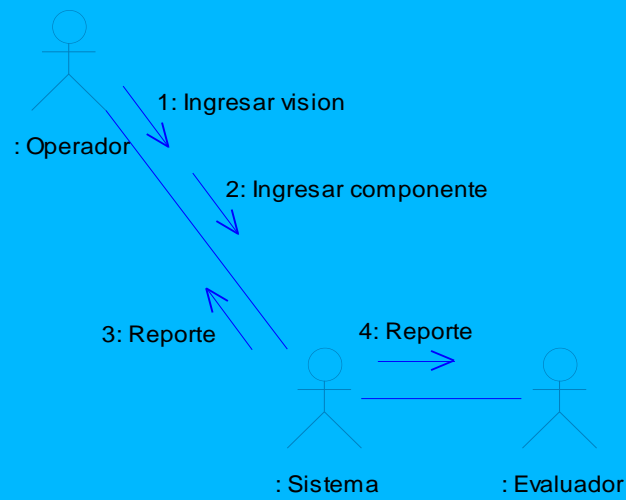 1: Ingresar vision
: Operador
2: Ingresar componente
3: Reporte
4: Reporte
: Sistema
: Evaluador